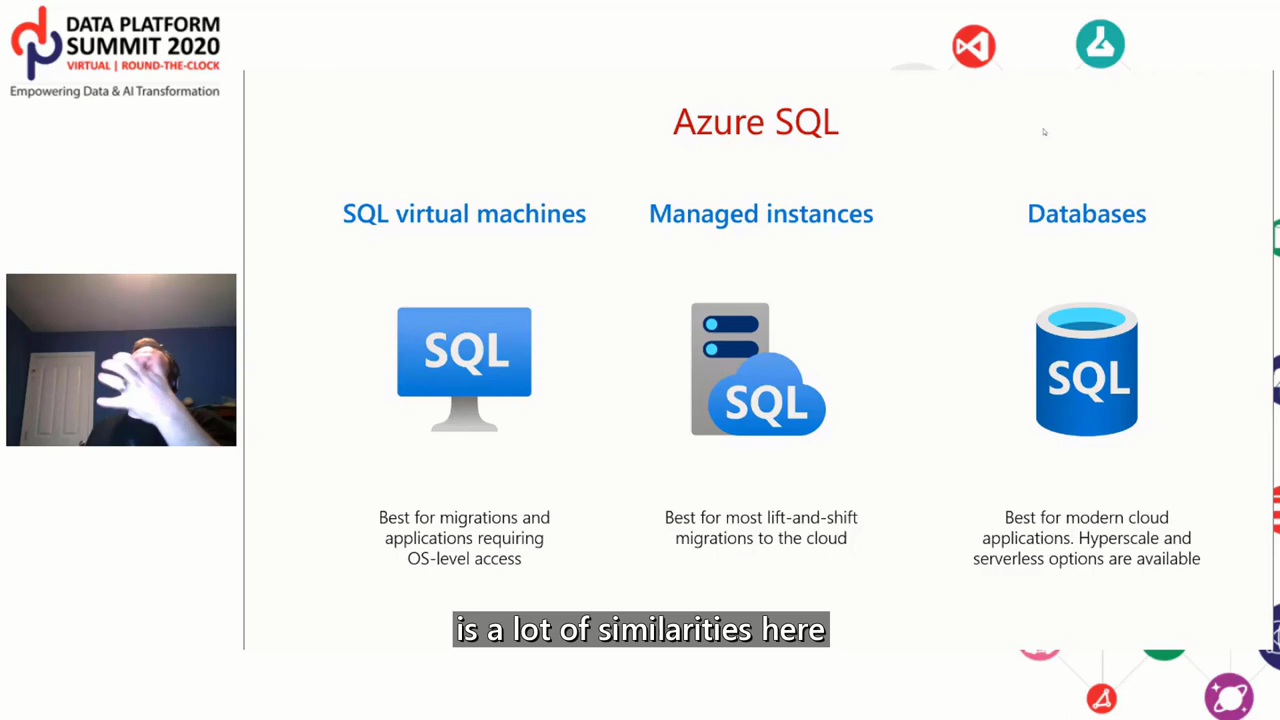 DATA PLATFORM
SUMMIT 2020
VIRTUAL | ROUND-THE-CLOCK
Empowering Data & AI Transformation
Azure SQL
SQL virtual machines
Managed instances
Databases
SQL
SQL
SQL
Best for migrations and
applications requiring
OS-level access
Best for most lift-and-shift
migrations to the cloud
Best for modern cloud
applications. Hyperscale and
serverless options are available
is a lot of similarities here